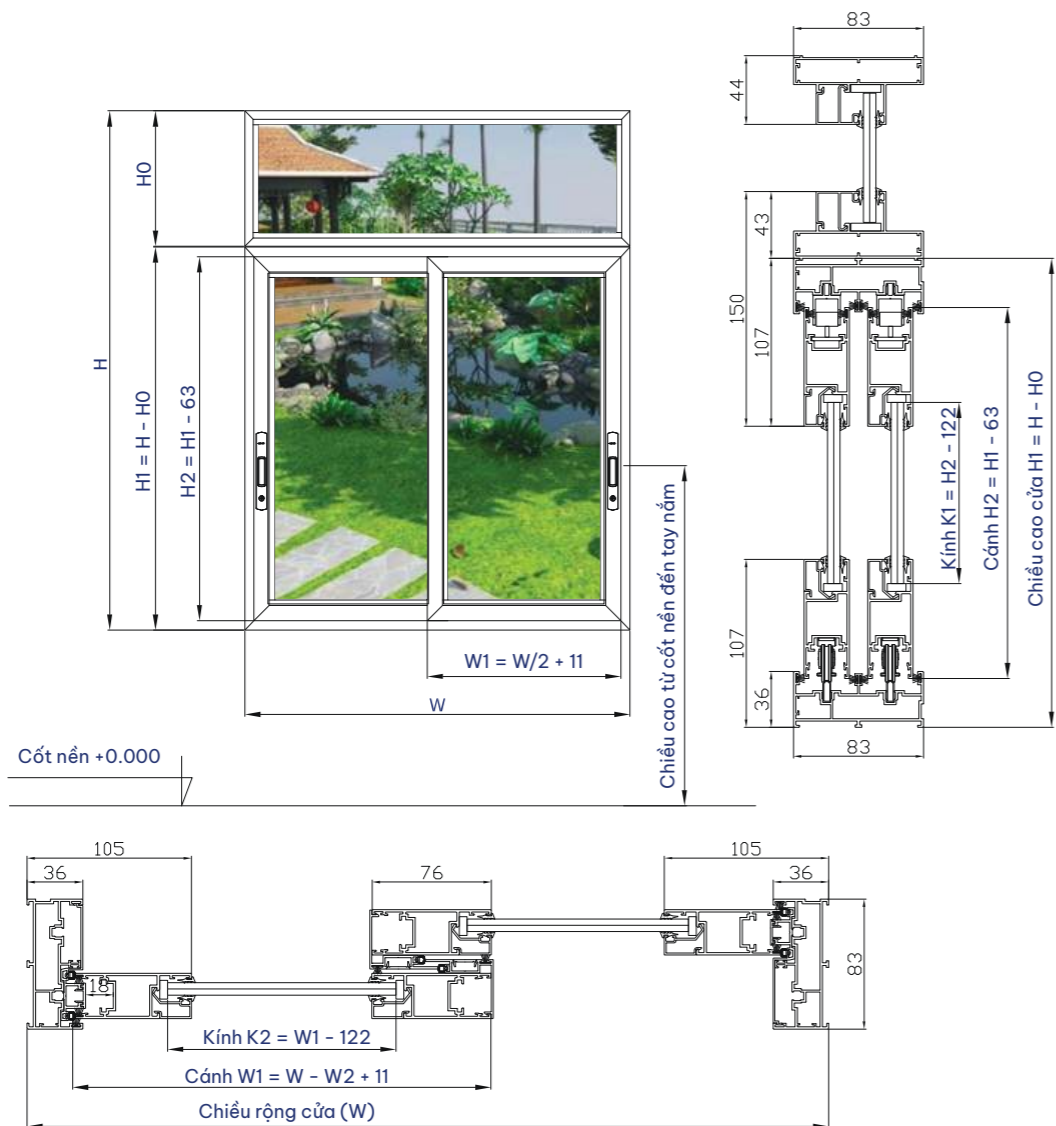 83
44
43
150
107
107
36
83
H0
H
H1 = H - H0
H2 = H1 - 63
W1 = W/2 + 11
W
Chiều cao từ cốt nền đến tay nắm
Kính K1 = H2 - 122
Cánh H2 = H1 - 63
Chiều cao cửa H1 = H - H0
Cốt nền +0.000
105
36
76
105
36
83
18
Kính K2 = W1 - 122
Cánh W1 = W - W2 + 11
Chiều rộng cửa (W)